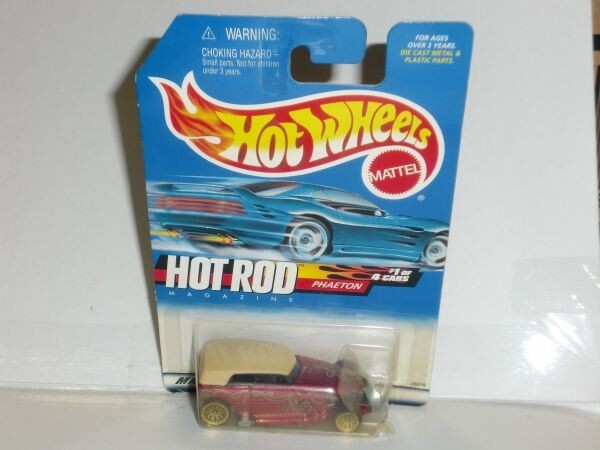 WARNING:
CHOKING HAZARD –
Small parts. Not for children
under 3 years.
FOR AGES
OVER 3 YEARS.
DIE CAST METAL &
PLASTIC PARTS.
HOT WHEELS
MATTEL
®
HOT ROD
MAGAZINE
PHAETON
#1 OF
4 CARS